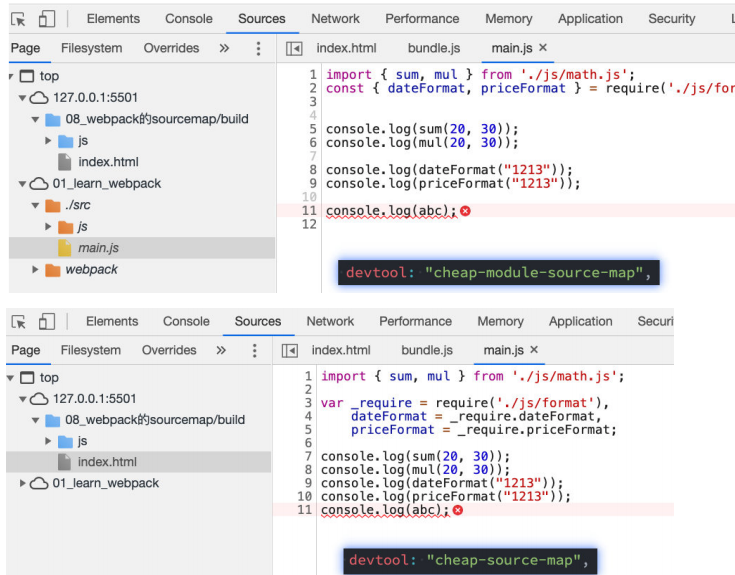 Elements Console Sources Network Performance Memory Application Security L
Page Filesystem Overrides » index.html bundle.js main.js ×
top
127.0.0.1:5501
08_webpack的sourcemap/build
js
index.html
01_learn_webpack
./src
js
main.js
webpack
1 import { sum, mul } from './js/math.js';
2 const { dateFormat, priceFormat } = require('./js/for
3
4
5 console.log(sum(20, 30));
6 console.log(mul(20, 30));
7
8 console.log(dateFormat("1213"));
9 console.log(priceFormat("1213"));
10
11 console.log(abc);
12
devtool: "cheap-module-source-map",
Elements Console Sources Network Performance Memory Application Securi
Page Filesystem Overrides » index.html bundle.js main.js ×
top
127.0.0.1:5501
08_webpack的sourcemap/build
js
index.html
01_learn_webpack
1 import { sum, mul } from './js/math.js';
2
3 var _require = require('./js/format'),
4 dateFormat = _require.dateFormat,
5 priceFormat = _require.priceFormat;
6
7 console.log(sum(20, 30));
8 console.log(mul(20, 30));
9 console.log(dateFormat("1213"));
10 console.log(priceFormat("1213"));
11 console.log(abc);
devtool: "cheap-source-map",